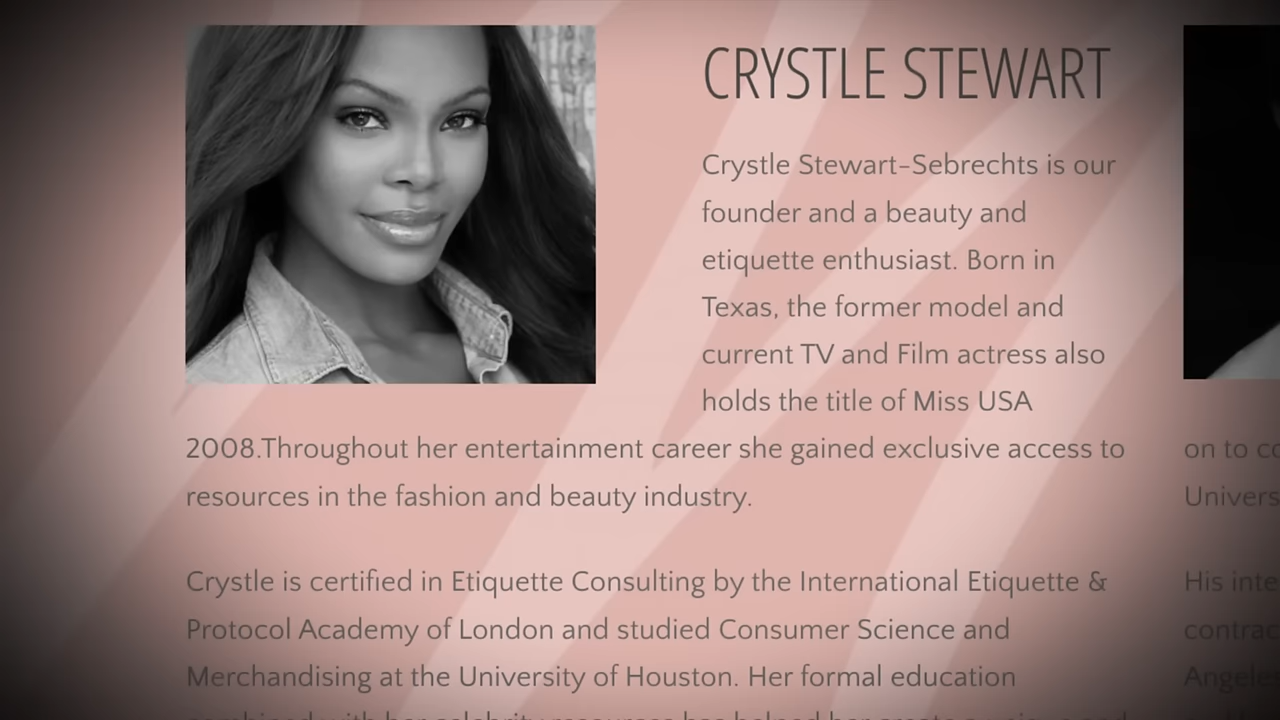 CRYSTLE STEWART
Crystle Stewart-Sebrechts is our
founder and a beauty and
etiquette enthusiast. Born in
Texas, the former model and
current TV and Film actress also
holds the title of Miss USA
2008.Throughout her entertainment career she gained exclusive access to
resources in the fashion and beauty industry.
Crystle is certified in Etiquette Consulting by the International Etiquette &
Protocol Academy of London and studied Consumer Science and
Merchandising at the University of Houston. Her formal education
on to
His